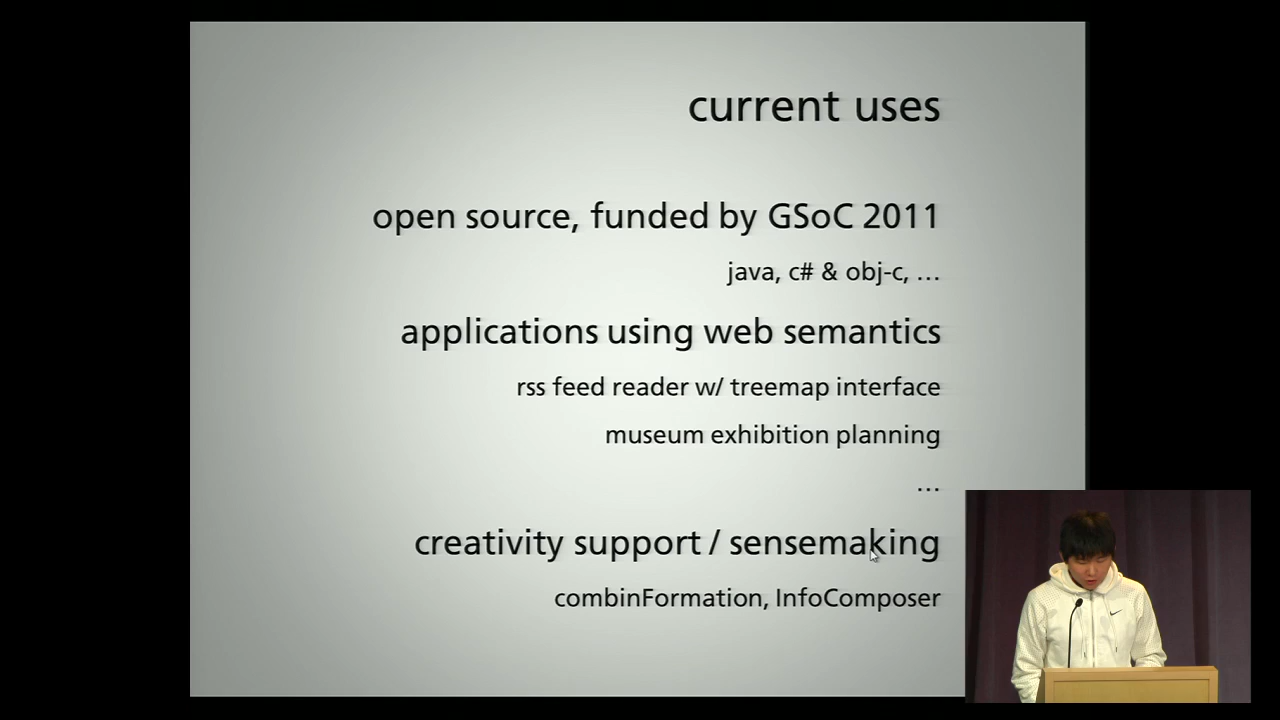 current uses
open source, funded by GSoC 2011
java, c# & obj-c, …
applications using web semantics
rss feed reader w/ treemap interface
museum exhibition planning
…
creativity support / sensemaking
combinFormation, InfoComposer